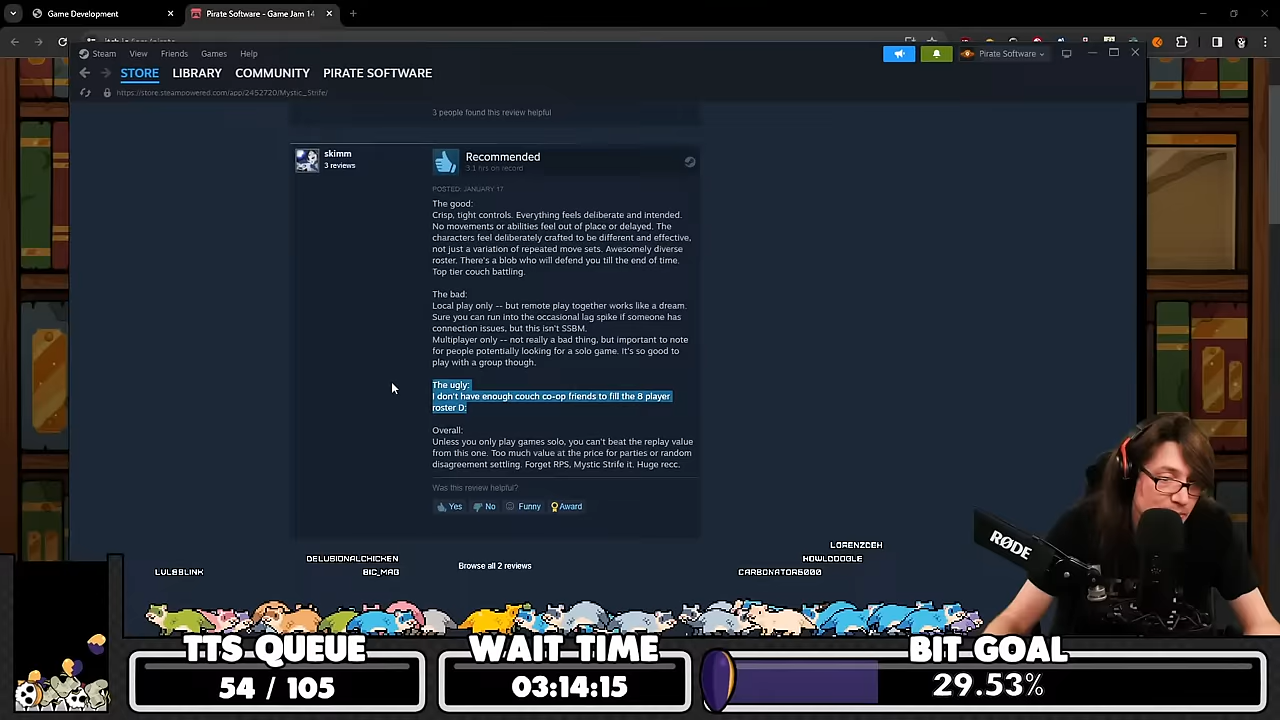 Game Development
Pirate Software - Game Jam 14
Steam View Friends Games Help
Pirate Software
STORE LIBRARY COMMUNITY PIRATE SOFTWARE
https://store.steampowered.com/app/2452720/Mystic_Strife/
3 people found this review helpful
skimm
3 reviews
Recommended
3.1 hrs on record
POSTED: JANUARY 17
The good:
Crisp, tight controls. Everything feels deliberate and intended.
No movements or abilities feel out of place or delayed. The
characters feel deliberately crafted to be different and effective,
not just a variation of repeated move sets. Awesomely diverse
roster. There's a blob who will defend you till the end of time.
Top tier couch battling.
The bad:
Local play only -- but remote play together works like a dream.
Sure you can run into the occasional lag spike if someone has
connection issues, but this isn't SSBM.
Multiplayer only -- not really a bad thing, but important to note
for people potentially looking for a solo game. It's so good to
play with a group though.
The ugly:
I don't have enough couch co-op friends to fill the 8 player
roster D:
Overall:
Unless you only play games solo, you can't beat the replay value
from this one. Too much value at the price for parties or random
disagreement settling. Forget RPS, Mystic Strife it. Huge recc.
Was this review helpful?
Yes No Funny Award
Browse all 2 reviews
RØDE
LORENZCEH
DELUSIONALCHICKEN
HOWLDOOGLE
LVL88LINK
BIG_MAG
CARBONATOR6000
TTS QUEUE
54 / 105
WAIT TIME
03:14:15
BIT GOAL
29.53%